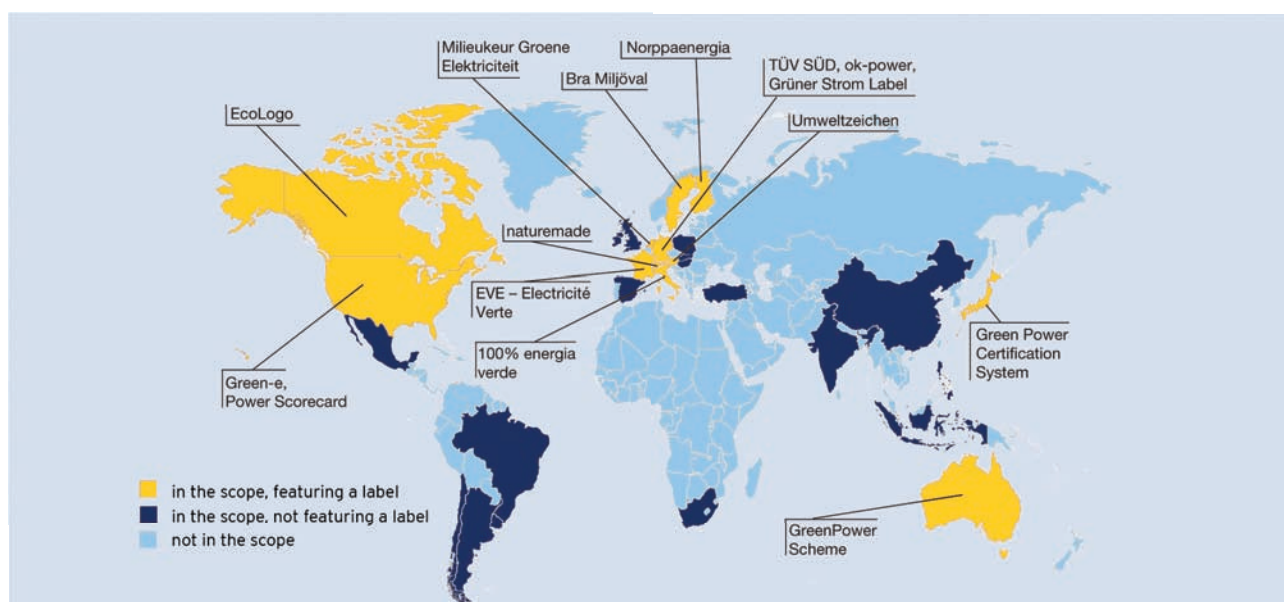 Milieukeur Groene
Elektriciteit
Norppaenergia
Bra Miljöval
TÜV SÜD, ok-power,
Grüner Strom Label
EcoLogo
Umweltzeichen
naturemade
EVE – Electricité
Verte
100% energia
verde
Green Power
Certification
System
Green-e,
Power Scorecard
in the scope, featuring a label
in the scope, not featuring a label
not in the scope
GreenPower
Scheme